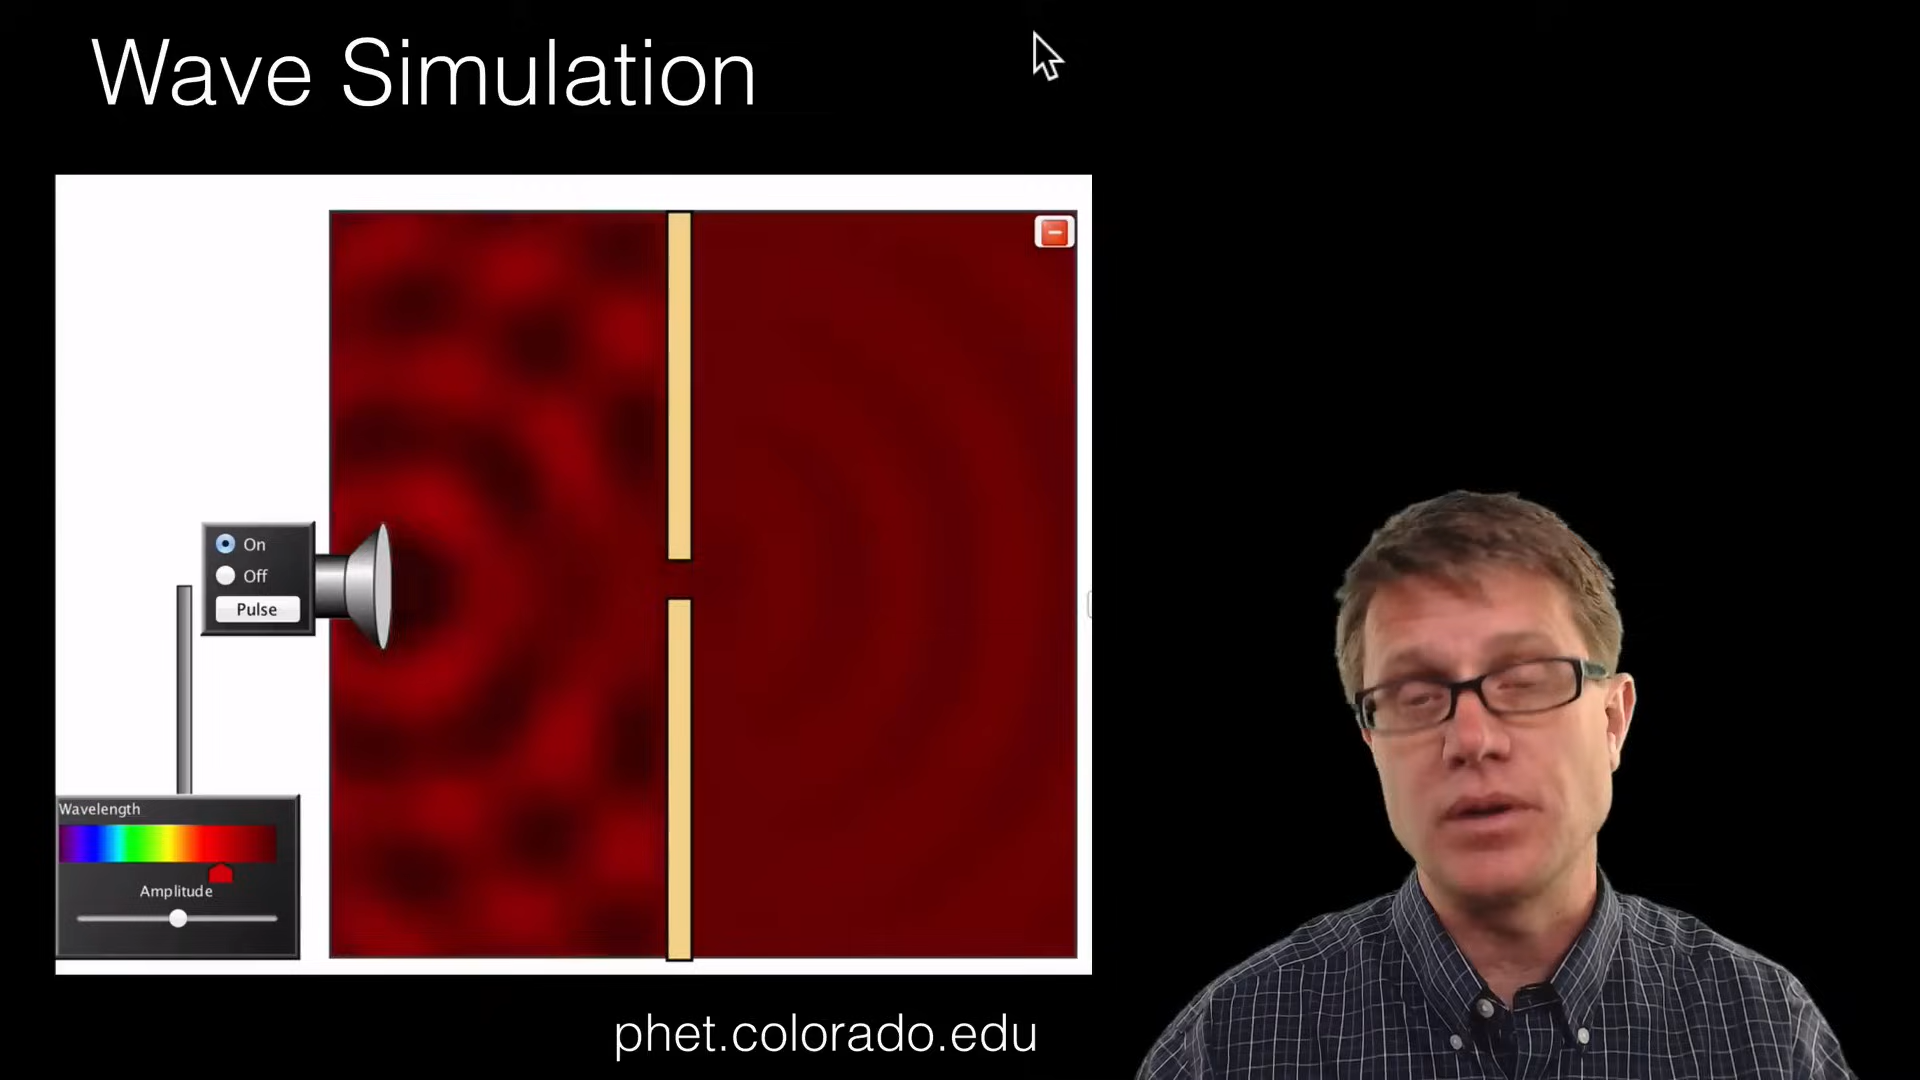 Wave Simulation
On
Off
Pulse
Wavelength
Amplitude
phet.colorado.edu